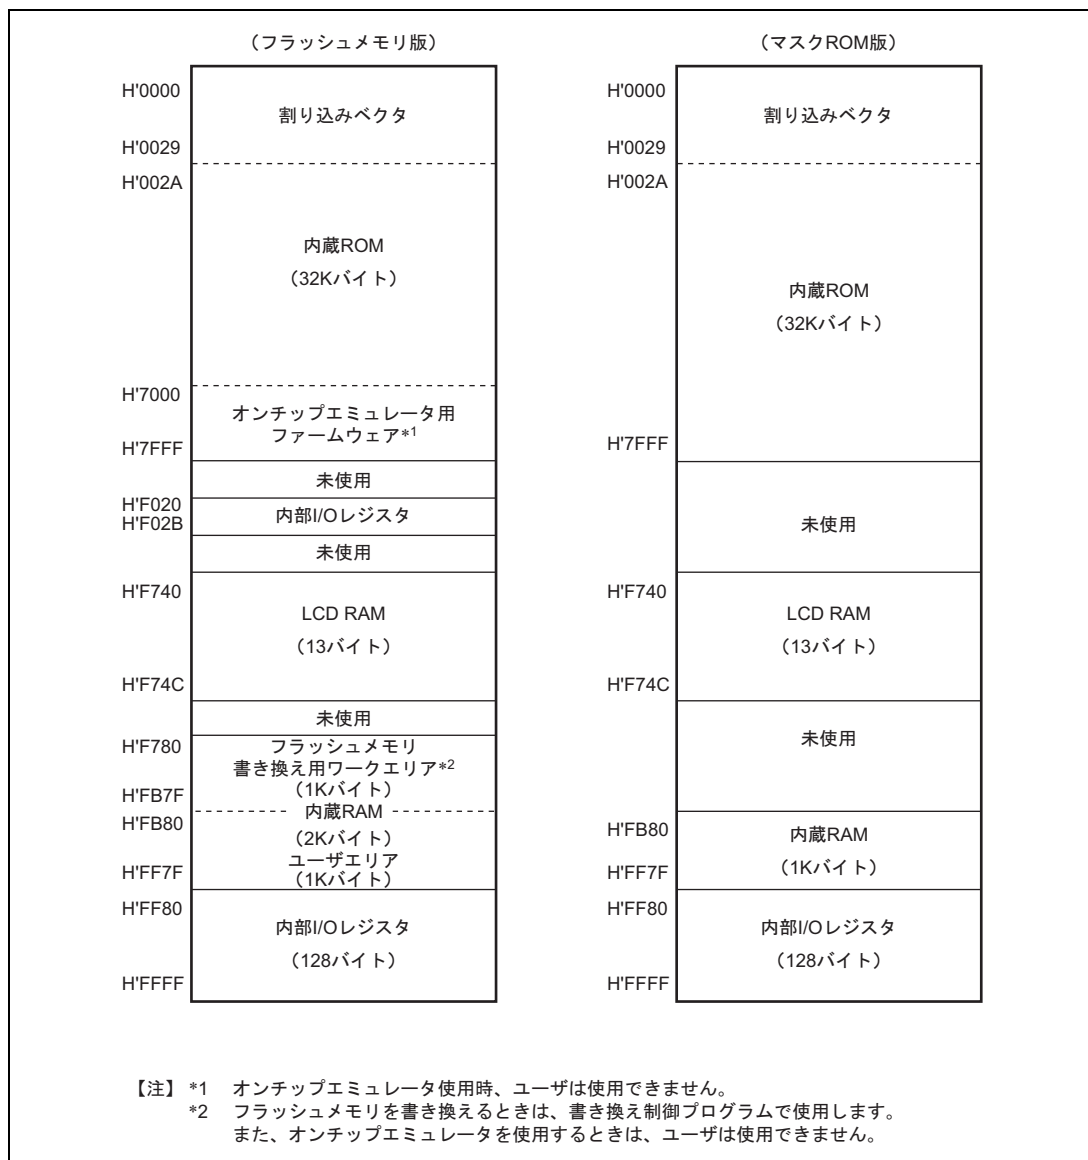 （フラッシュメモリ版）
H'0000
割り込みベクタ
H'0029
H'002A
内蔵ROM
（32Kバイト）
H'7000
オンチップエミュレータ用
ファームウェア*1
H'7FFF
未使用
H'F020
内部I/Oレジスタ
H'F02B
未使用
H'F740
LCD RAM
（13バイト）
H'F74C
未使用
H'F780
フラッシュメモリ
書き換え用ワークエリア*2
（1Kバイト）
H'FB7F
内蔵RAM
H'FB80
（2Kバイト）
ユーザエリア
H'FF7F
（1Kバイト）
H'FF80
内部I/Oレジスタ
（128バイト）
H'FFFF
（マスクROM版）
H'0000
割り込みベクタ
H'0029
H'002A
内蔵ROM
（32Kバイト）
H'7FFF
未使用
H'F740
LCD RAM
（13バイト）
H'F74C
未使用
H'FB80
内蔵RAM
（1Kバイト）
H'FF7F
H'FF80
内部I/Oレジスタ
（128バイト）
H'FFFF
【注】 *1 オンチップエミュレータ使用時、ユーザは使用できません。
*2 フラッシュメモリを書き換えるときは、書き換え制御プログラムで使用します。
また、オンチップエミュレータを使用するときは、ユーザは使用できません。